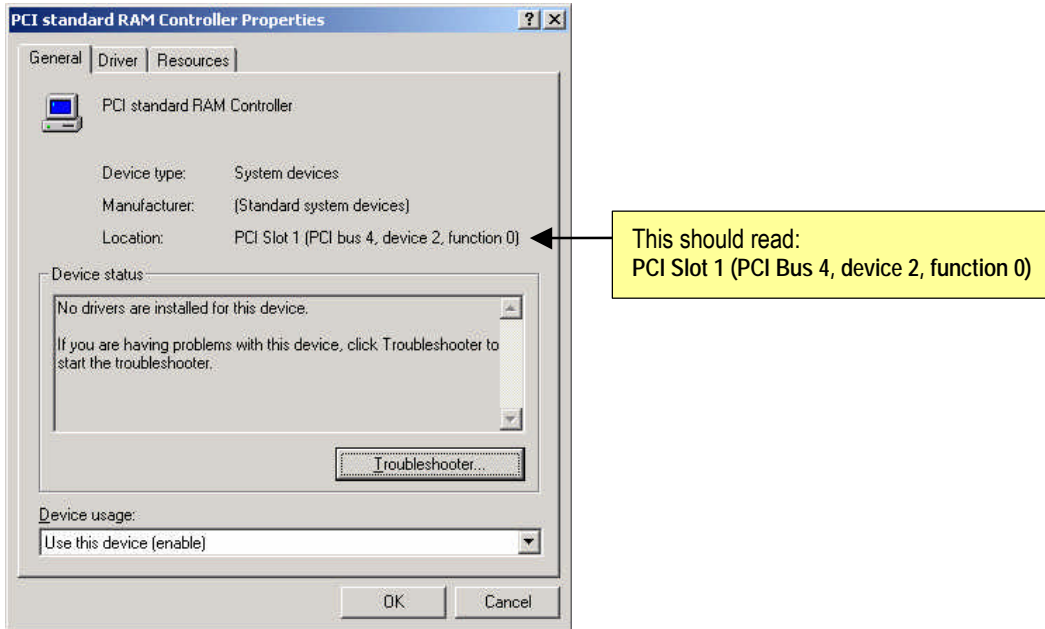 PCI standard RAM Controller Properties
General Driver Resources
PCI standard RAM Controller
Device type: System devices
Manufacturer: (Standard system devices)
Location: PCI Slot 1 (PCI bus 4, device 2, function 0)
This should read:
PCI Slot 1 (PCI Bus 4, device 2, function 0)
Device status
No drivers are installed for this device.
If you are having problems with this device, click Troubleshooter to
start the troubleshooter.
Troubleshooter...
Device usage:
Use this device (enable)
OK Cancel